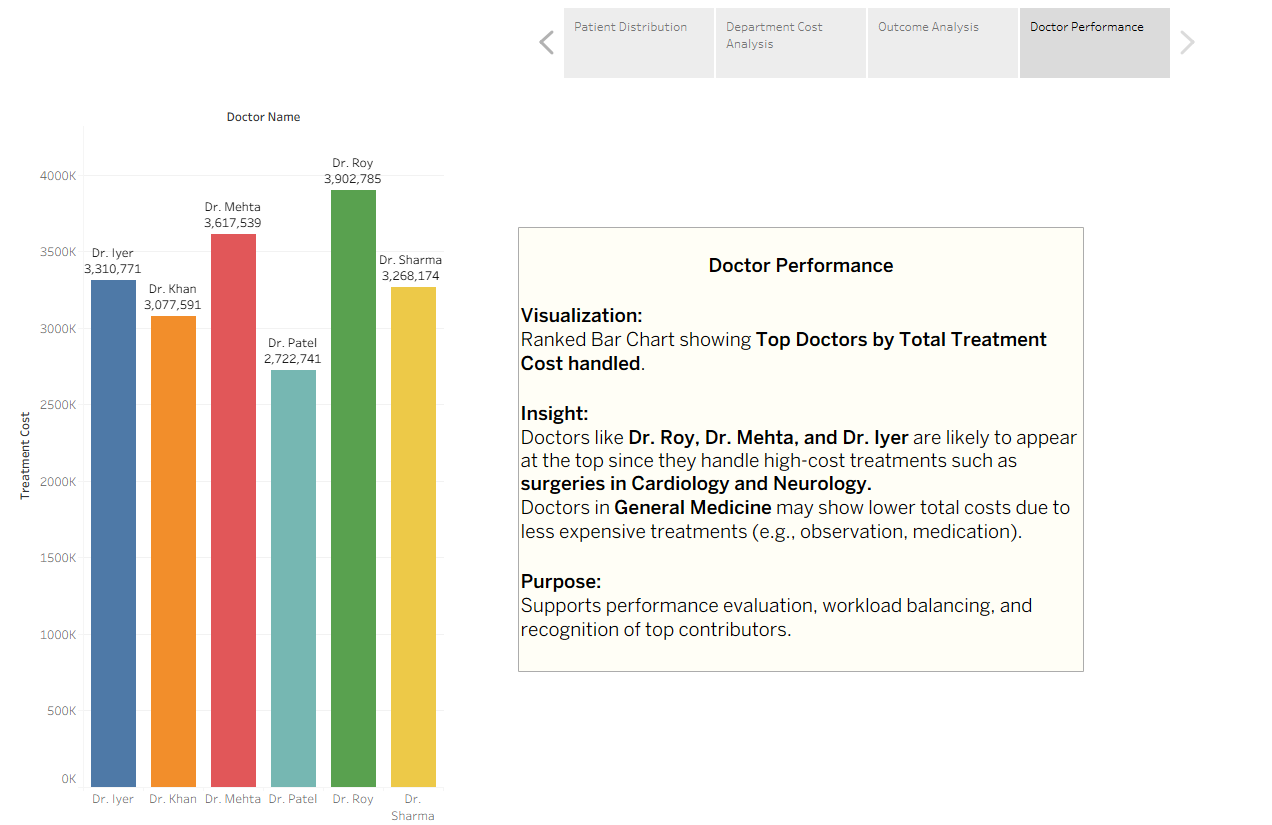 Patient Distribution
Department Cost
Analysis
Outcome Analysis
Doctor Performance
Doctor Name
Treatment Cost
4000K
3500K
3000K
2500K
2000K
1500K
1000K
500K
0K
Dr. Iyer
3,310,771
Dr. Khan
3,077,591
Dr. Mehta
3,617,539
Dr. Patel
2,722,741
Dr. Roy
3,902,785
Dr. Sharma
3,268,174
Dr. Iyer
Dr. Khan
Dr. Mehta
Dr. Patel
Dr. Roy
Dr.
Sharma
Doctor Performance
Visualization:
Ranked Bar Chart showing Top Doctors by Total Treatment
Cost handled.
Insight:
Doctors like Dr. Roy, Dr. Mehta, and Dr. Iyer are likely to appear
at the top since they handle high-cost treatments such as
surgeries in Cardiology and Neurology.
Doctors in General Medicine may show lower total costs due to
less expensive treatments (e.g., observation, medication).
Purpose:
Supports performance evaluation, workload balancing, and
recognition of top contributors.